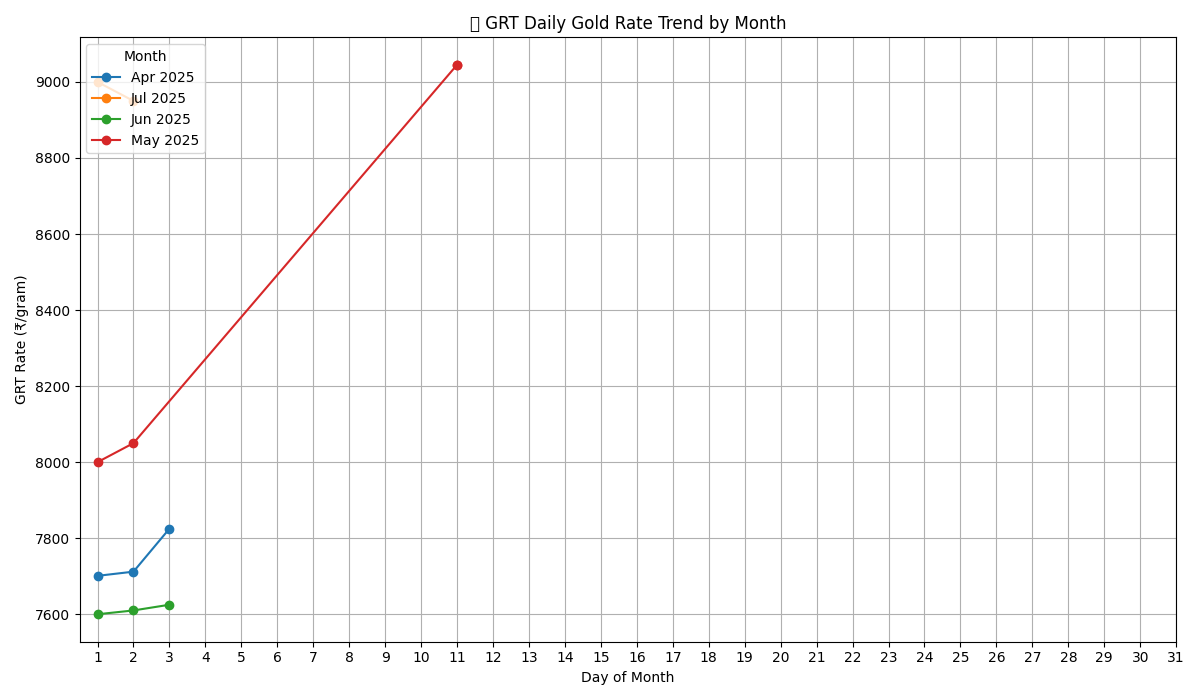 GRT Daily Gold Rate Trend by Month
Month
Apr 2025
Jul 2025
Jun 2025
May 2025
9000
8800
8600
8400
8200
8000
7800
7600
GRT Rate (₹/gram)
1 2 3 4 5 6 7 8 9 10 11 12 13 14 15 16 17 18 19 20 21 22 23 24 25 26 27 28 29 30 31
Day of Month